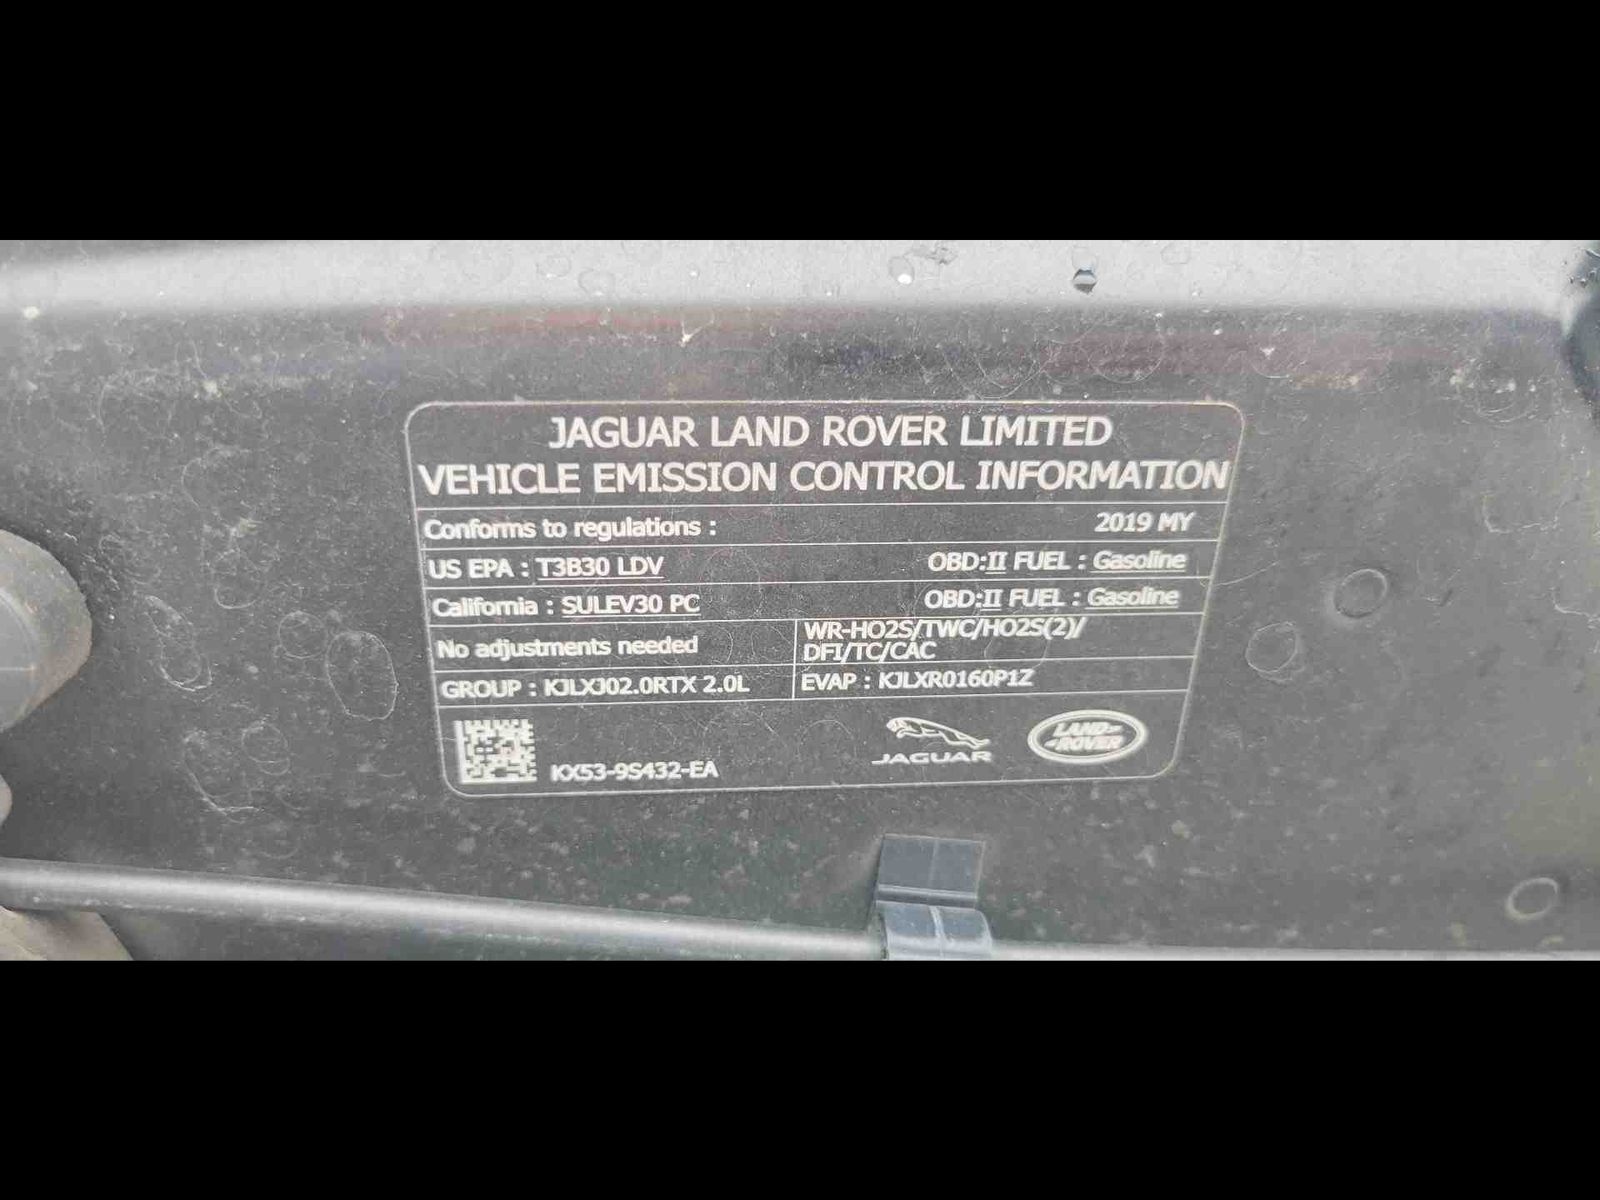 JAGUAR LAND ROVER LIMITED
VEHICLE EMISSION CONTROL INFORMATION
Conforms to regulations : 2019 MY
US EPA : T3B30 LDV OBD:II FUEL : Gasoline
California : SULEV30 PC OBD:II FUEL : Gasoline
No adjustments needed
WR-HO2S/TWC/HO2S(2)/
DFI/TC/CAC
GROUP : KJLXJ02.0RTX 2.0L
EVAP : KJLXR0160P1Z
KX53-9S432-EA
JAGUAR
LAND-
-ROVER